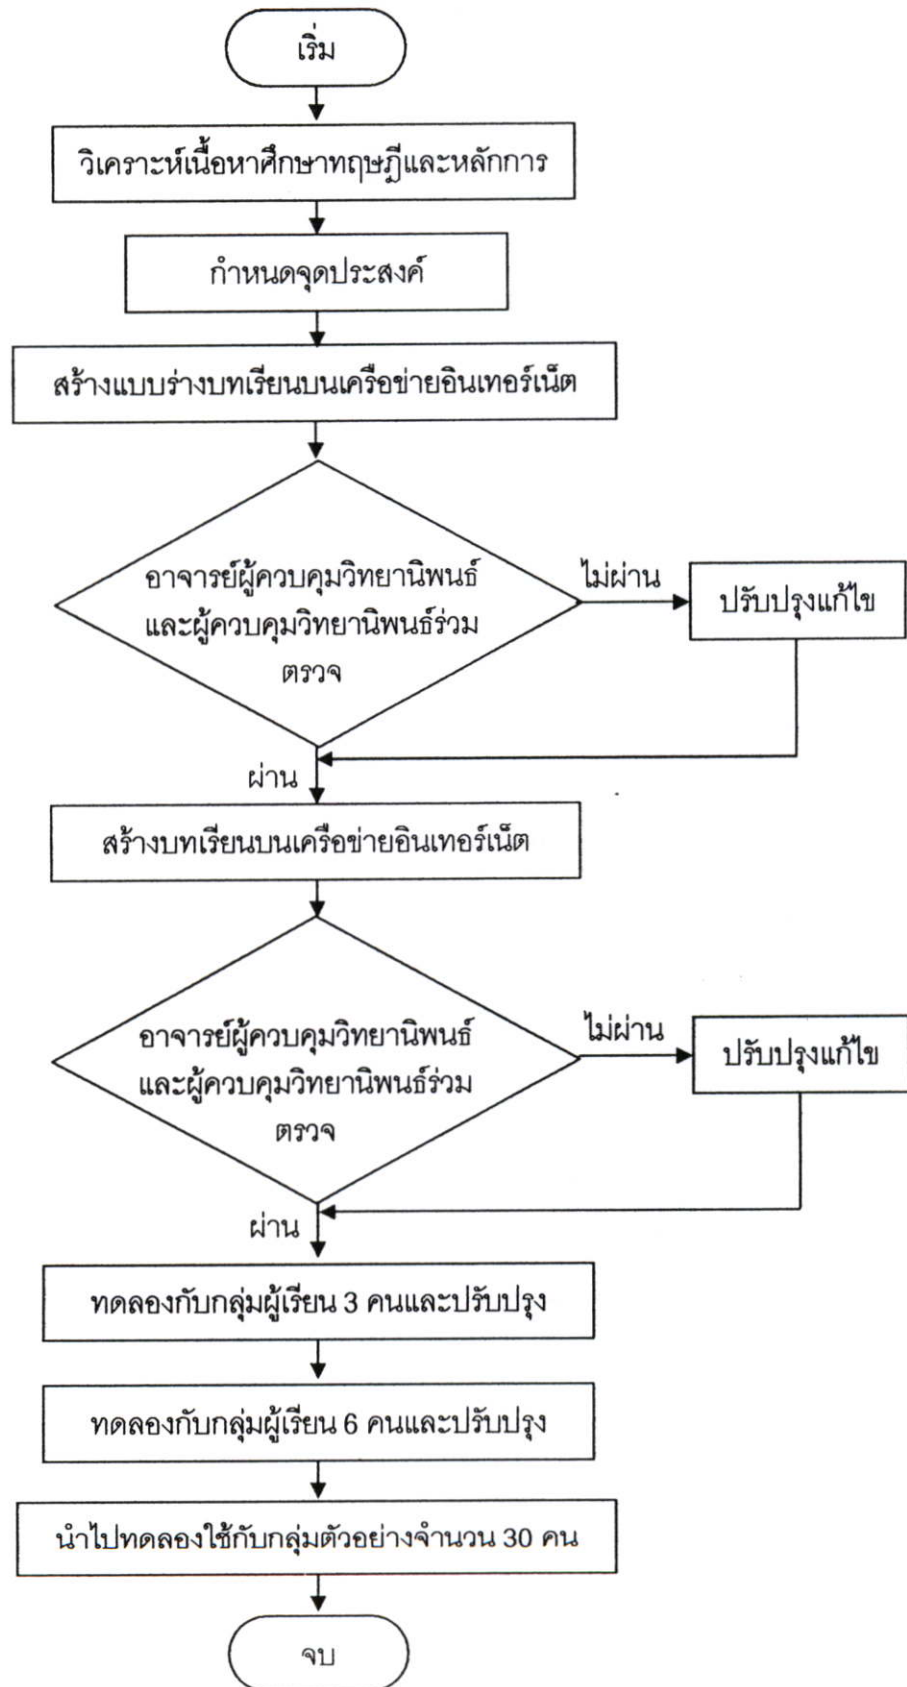 เริ่ม
วิเคราะห์เนื้อหาศึกษาทฤษฎีและหลักการ
กำหนดจุดประสงค์
สร้างแบบร่างบทเรียนบนเครือข่ายอินเทอร์เน็ต
อาจารย์ผู้ควบคุมวิทยานิพนธ์
และผู้ควบคุมวิทยานิพนธ์ร่วม
ตรวจ
ไม่ผ่าน
ปรับปรุงแก้ไข
ผ่าน
สร้างบทเรียนบนเครือข่ายอินเทอร์เน็ต
อาจารย์ผู้ควบคุมวิทยานิพนธ์
และผู้ควบคุมวิทยานิพนธ์ร่วม
ตรวจ
ไม่ผ่าน
ปรับปรุงแก้ไข
ผ่าน
ทดลองกับกลุ่มผู้เรียน 3 คนและปรับปรุง
ทดลองกับกลุ่มผู้เรียน 6 คนและปรับปรุง
นำไปทดลองใช้กับกลุ่มตัวอย่างจำนวน 30 คน
จบ